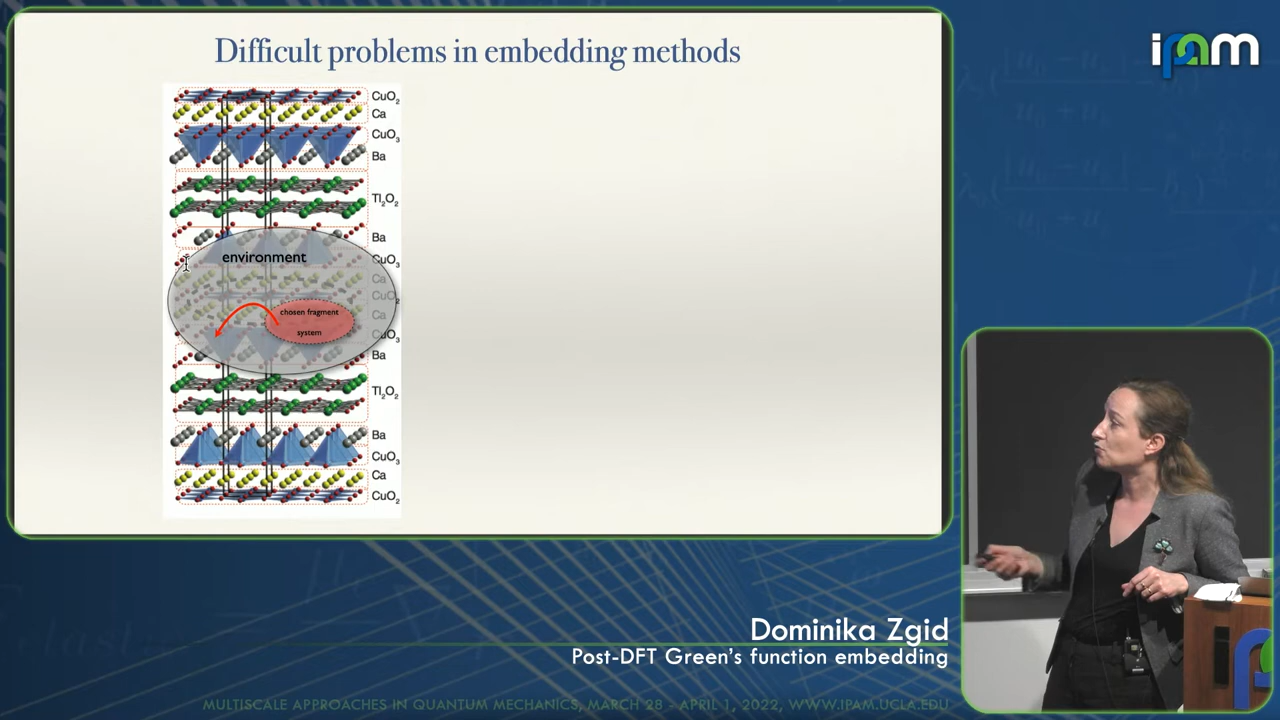 Difficult problems in embedding methods
CuO2
Ca
CuO3
Ba
Tl2O2
Ba
CuO3
Ca
CuO2
Ca
CuO3
Ba
Tl2O2
Ba
CuO3
Ca
CuO2
environment
chosen fragment
system
ipam
Dominika Zgid
Post-DFT Green's function embedding
MULTISCALE APPROACHES IN QUANTUM MECHANICS, MARCH 28 - APRIL 1, 2022, WWW.IPAM.UCLA.EDU